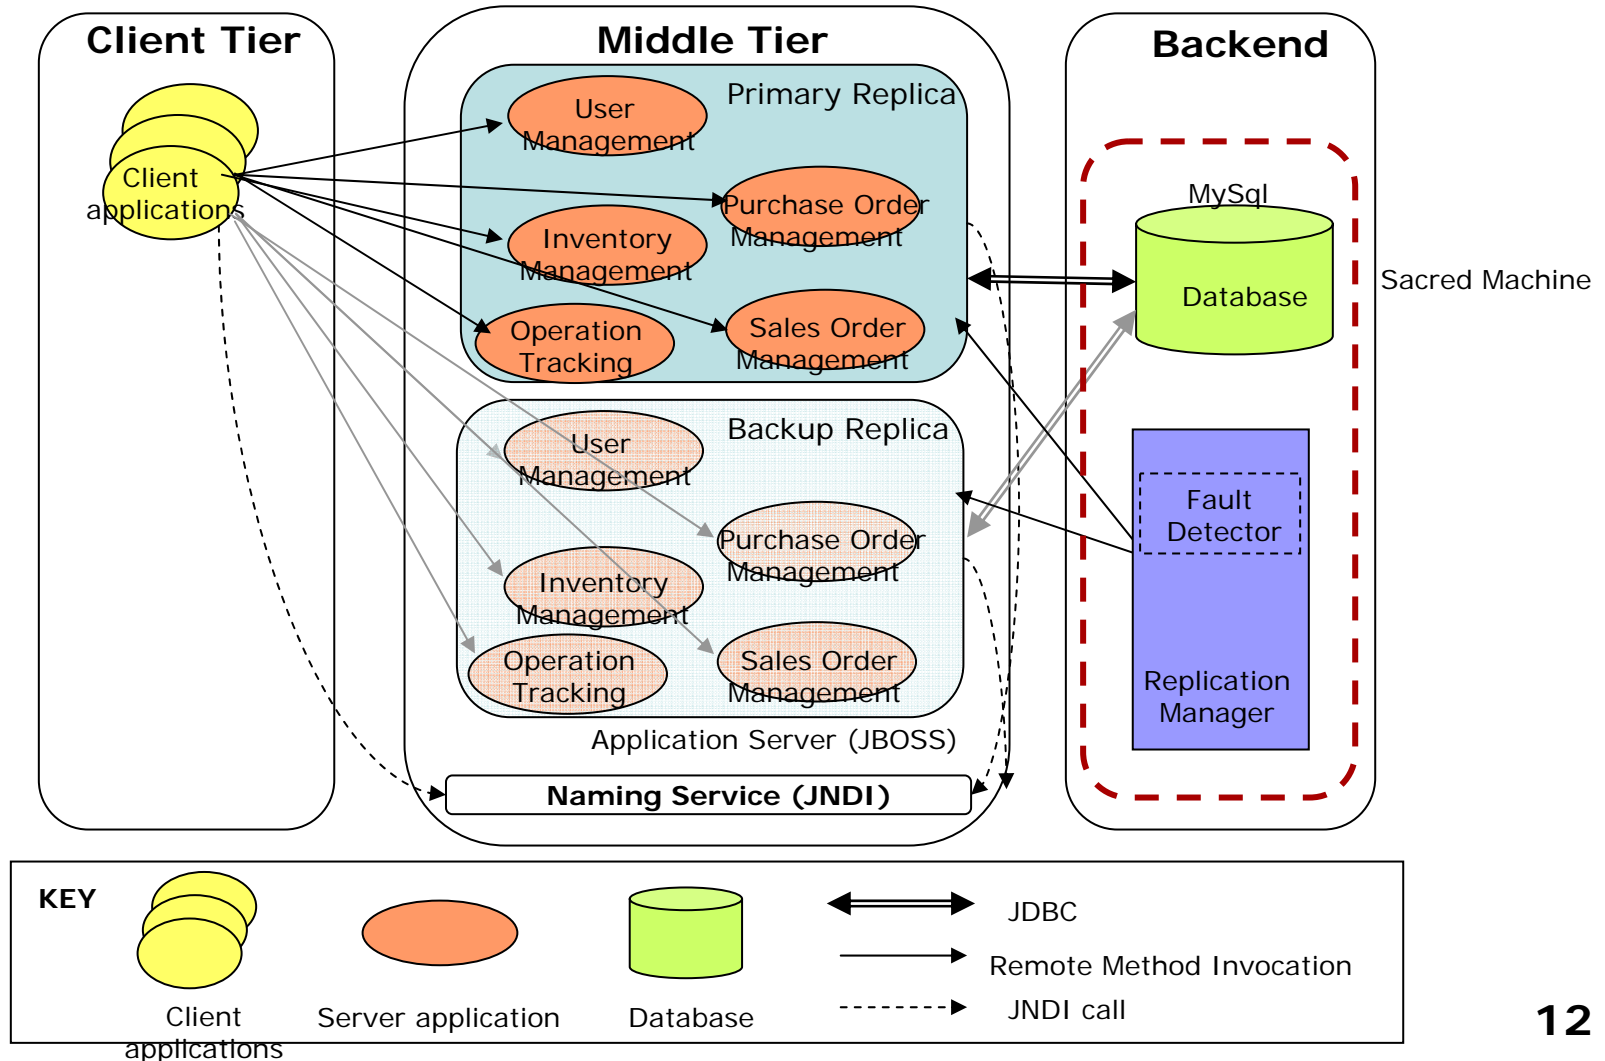 Client Tier
Client
applications
Middle Tier
Primary Replica
User
Management
Purchase Order
Management
Inventory
Management
Operation
Tracking
Sales Order
Management
Backup Replica
User
Management
Purchase Order
Management
Inventory
Management
Operation
Tracking
Sales Order
Management
Application Server (JBOSS)
Naming Service (JNDI)
Backend
MySql
Database
Sacred Machine
Fault
Detector
Replication
Manager
KEY
Client
applications
Server application
Database
JDBC
Remote Method Invocation
JNDI call
12